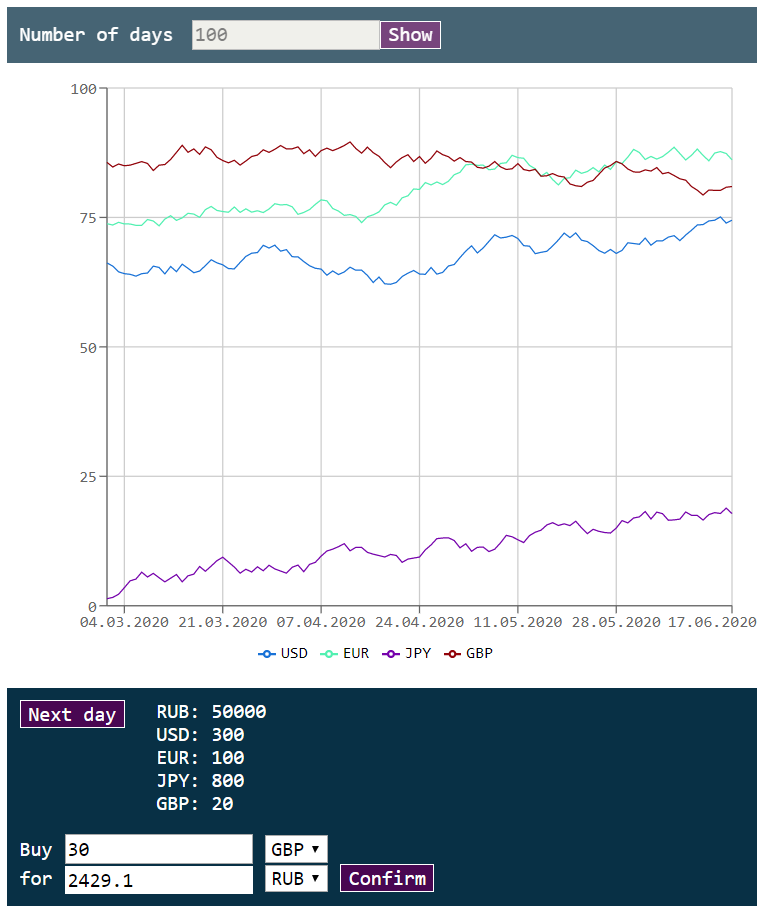 Number of days 100 Show
100
75
50
25
0
04.03.2020 21.03.2020 07.04.2020 24.04.2020 11.05.2020 28.05.2020 17.06.2020
USD EUR JPY GBP
Next day
RUB: 50000
USD: 300
EUR: 100
JPY: 800
GBP: 20
Buy 30 GBP
for 2429.1 RUB Confirm